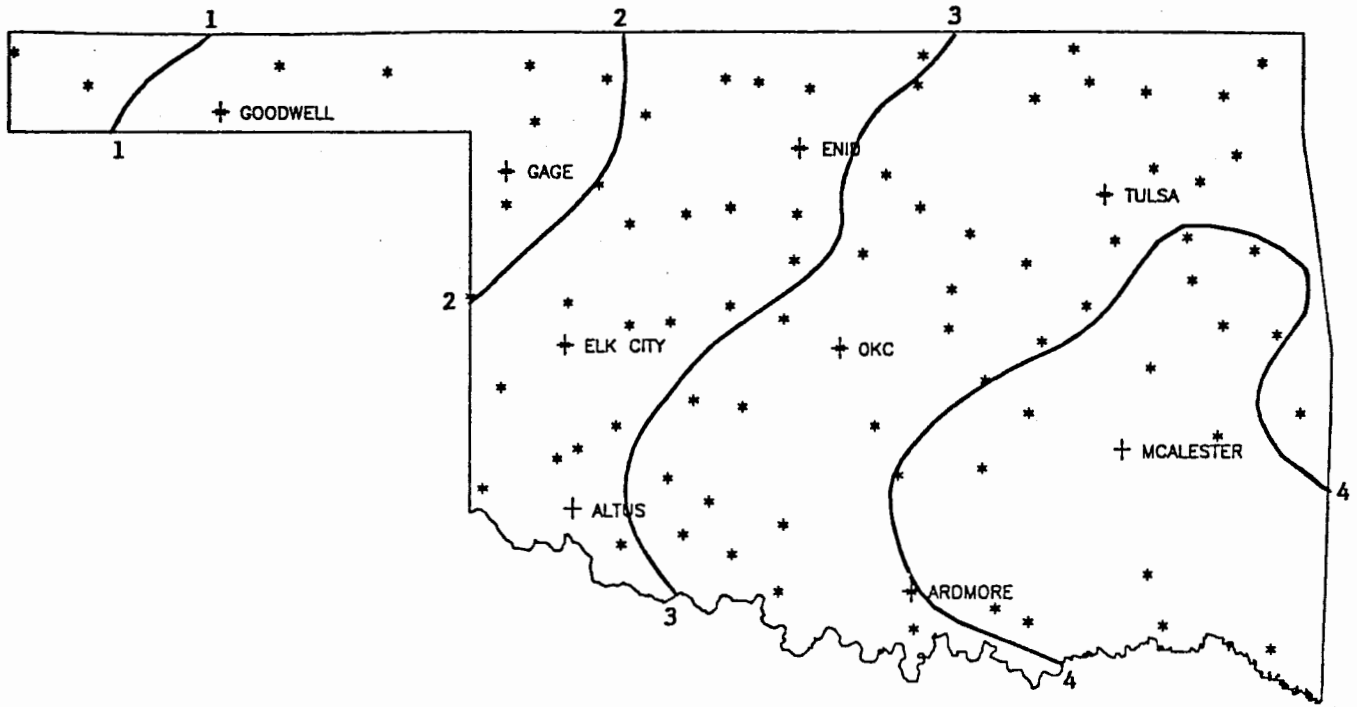 1
2
3
GOODWELL
1
ENID
GAGE
TULSA
2
ELK CITY
OKC
MCALESTER
4
ALTUS
ARDMORE
3
4